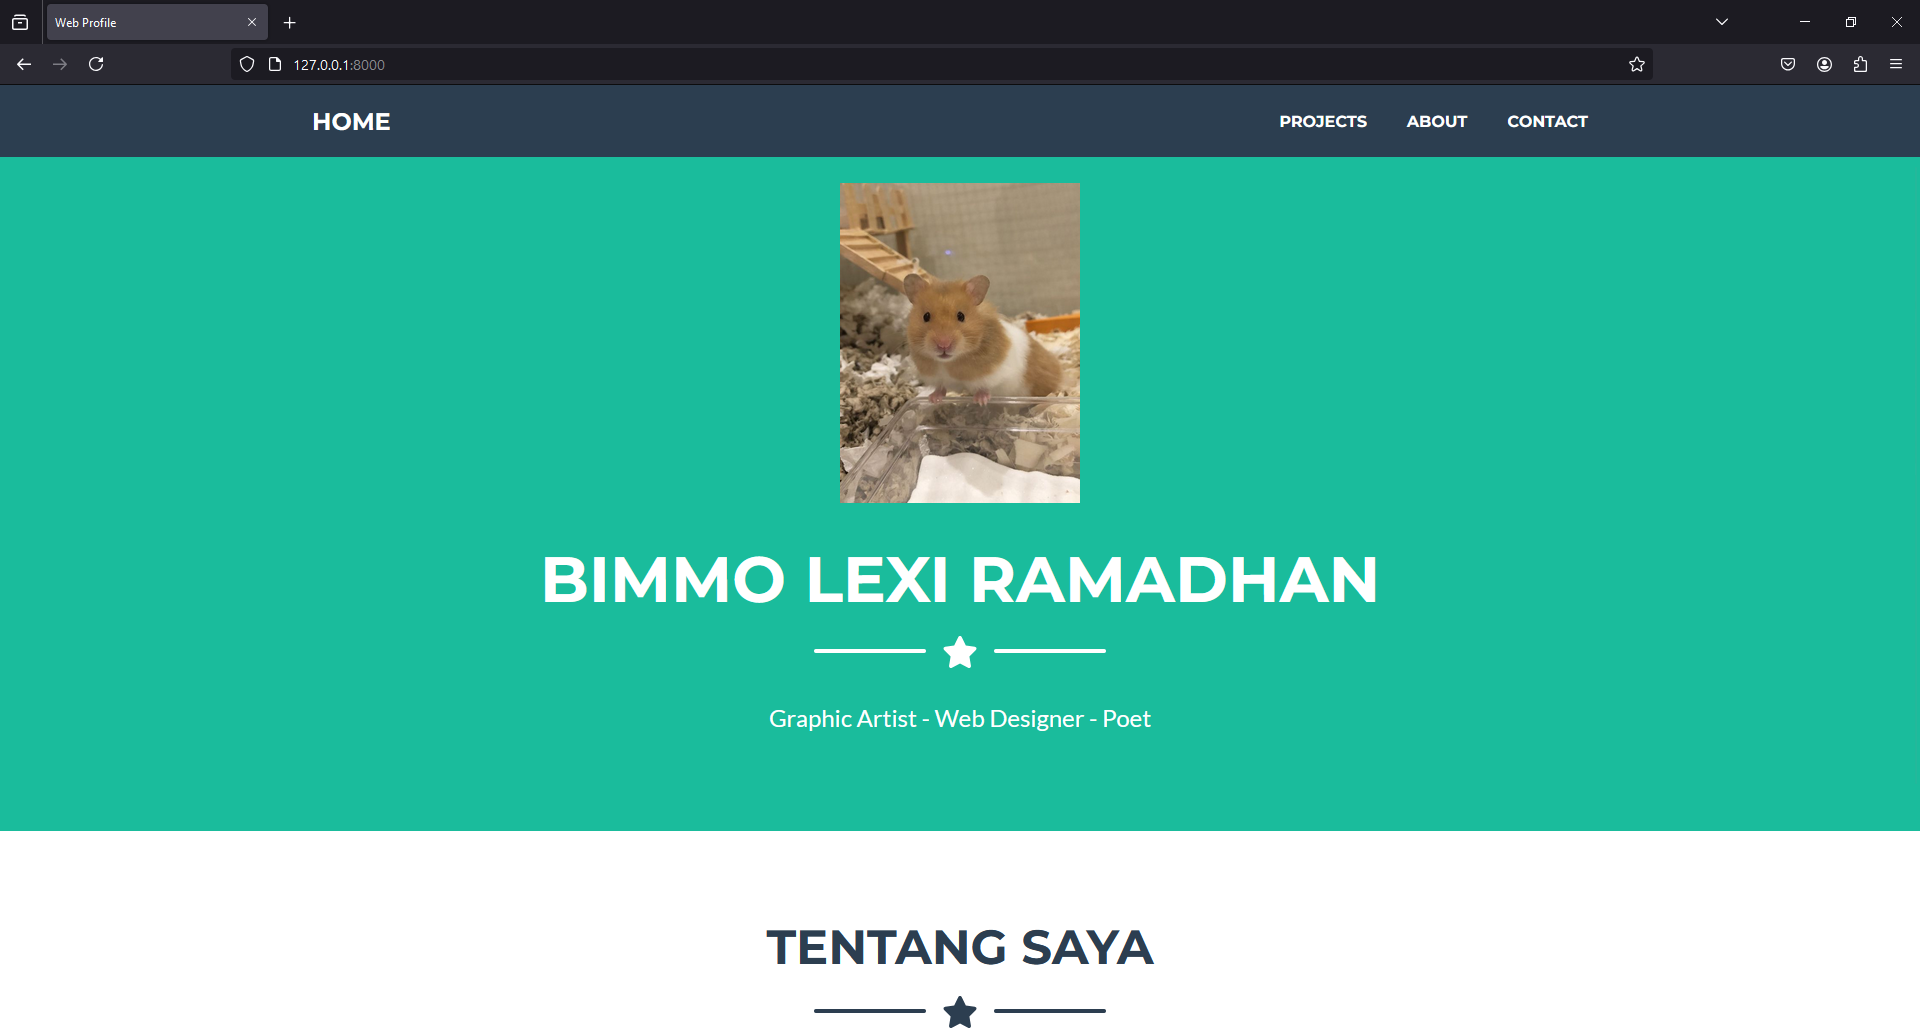 Web Profile
127.0.0.1:8000
HOME PROJECTS ABOUT CONTACT
BIMMO LEXI RAMADHAN
Graphic Artist - Web Designer - Poet
TENTANG SAYA